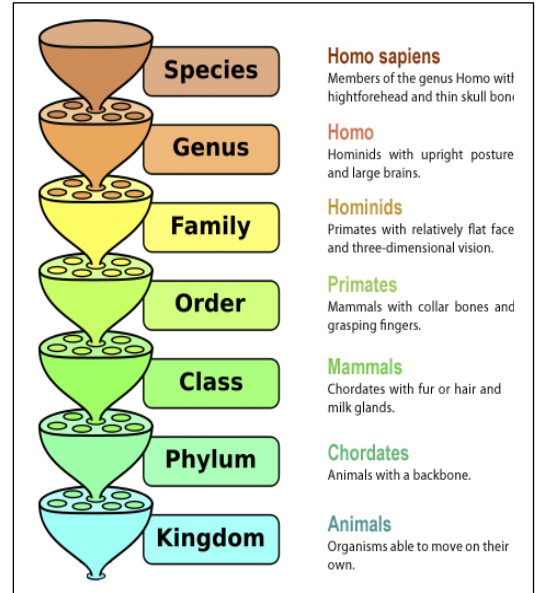 Species
Homo sapiens
Members of the genus Homo with
hightforehead and thin skull bone
Genus
Homo
Hominids with upright posture
and large brains.
Family
Hominids
Primates with relatively flat face
and three-dimensional vision.
Order
Primates
Mammals with collar bones and
grasping fingers.
Class
Mammals
Chordates with fur or hair and
milk glands.
Phylum
Chordates
Animals with a backbone.
Kingdom
Animals
Organisms able to move on their
own.